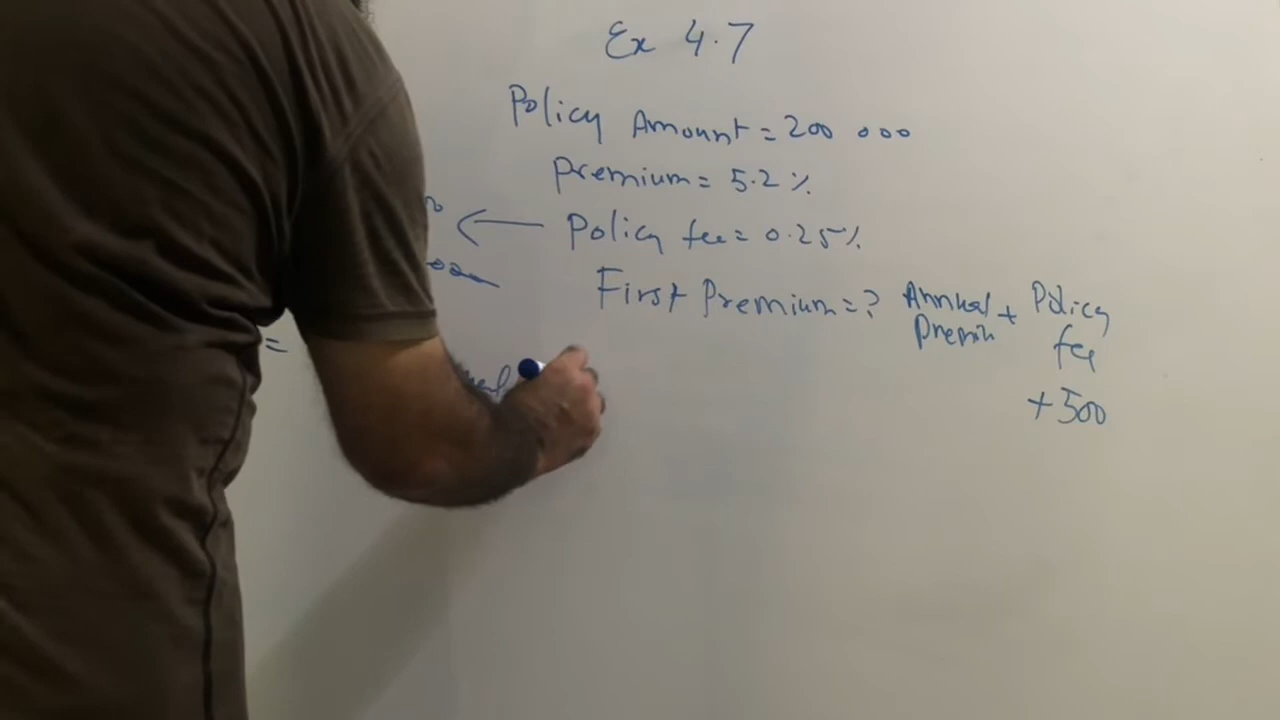 Ex 4.7
Policy Amount = 200 000
Premium = 5.2 %
← Policy fee = 0.25%
First Premium = ? Annual Premium + Policy fee
+ 500
=